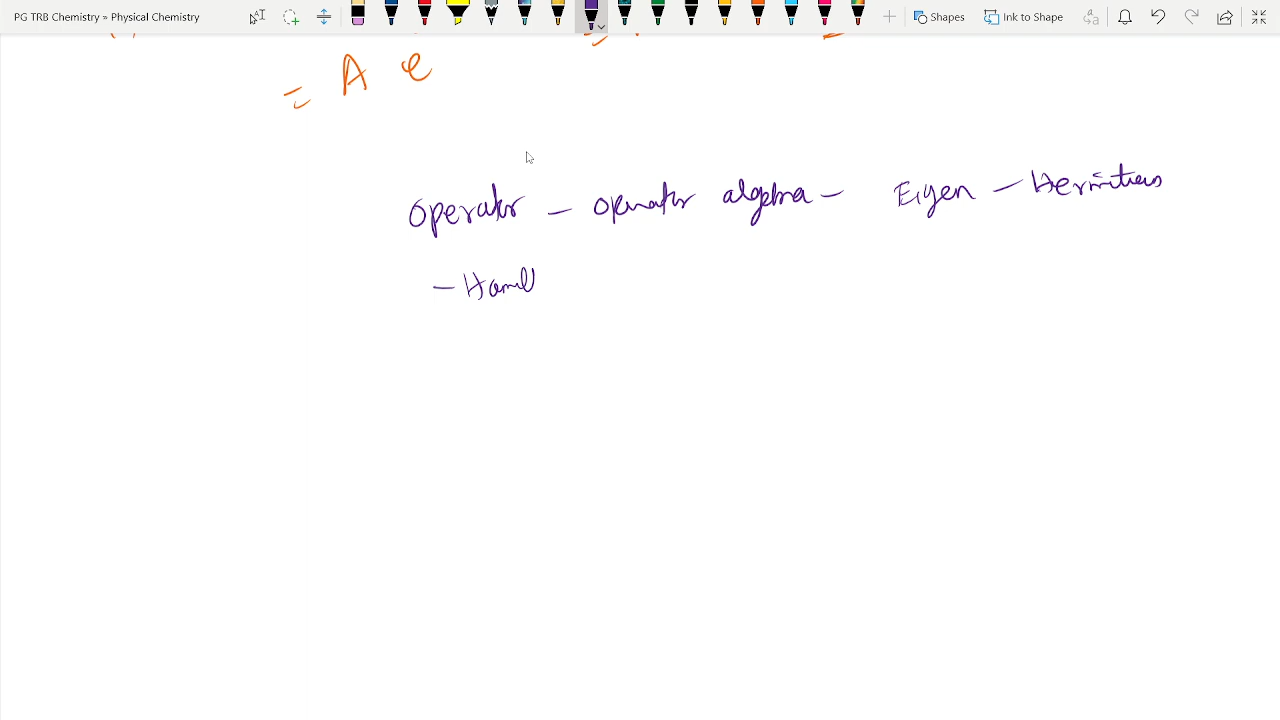 PG TRB Chemistry » Physical Chemistry
Shapes
Ink to Shape
= A e
Operator – operator algebra – Eigen – Hermitian
– Hamil